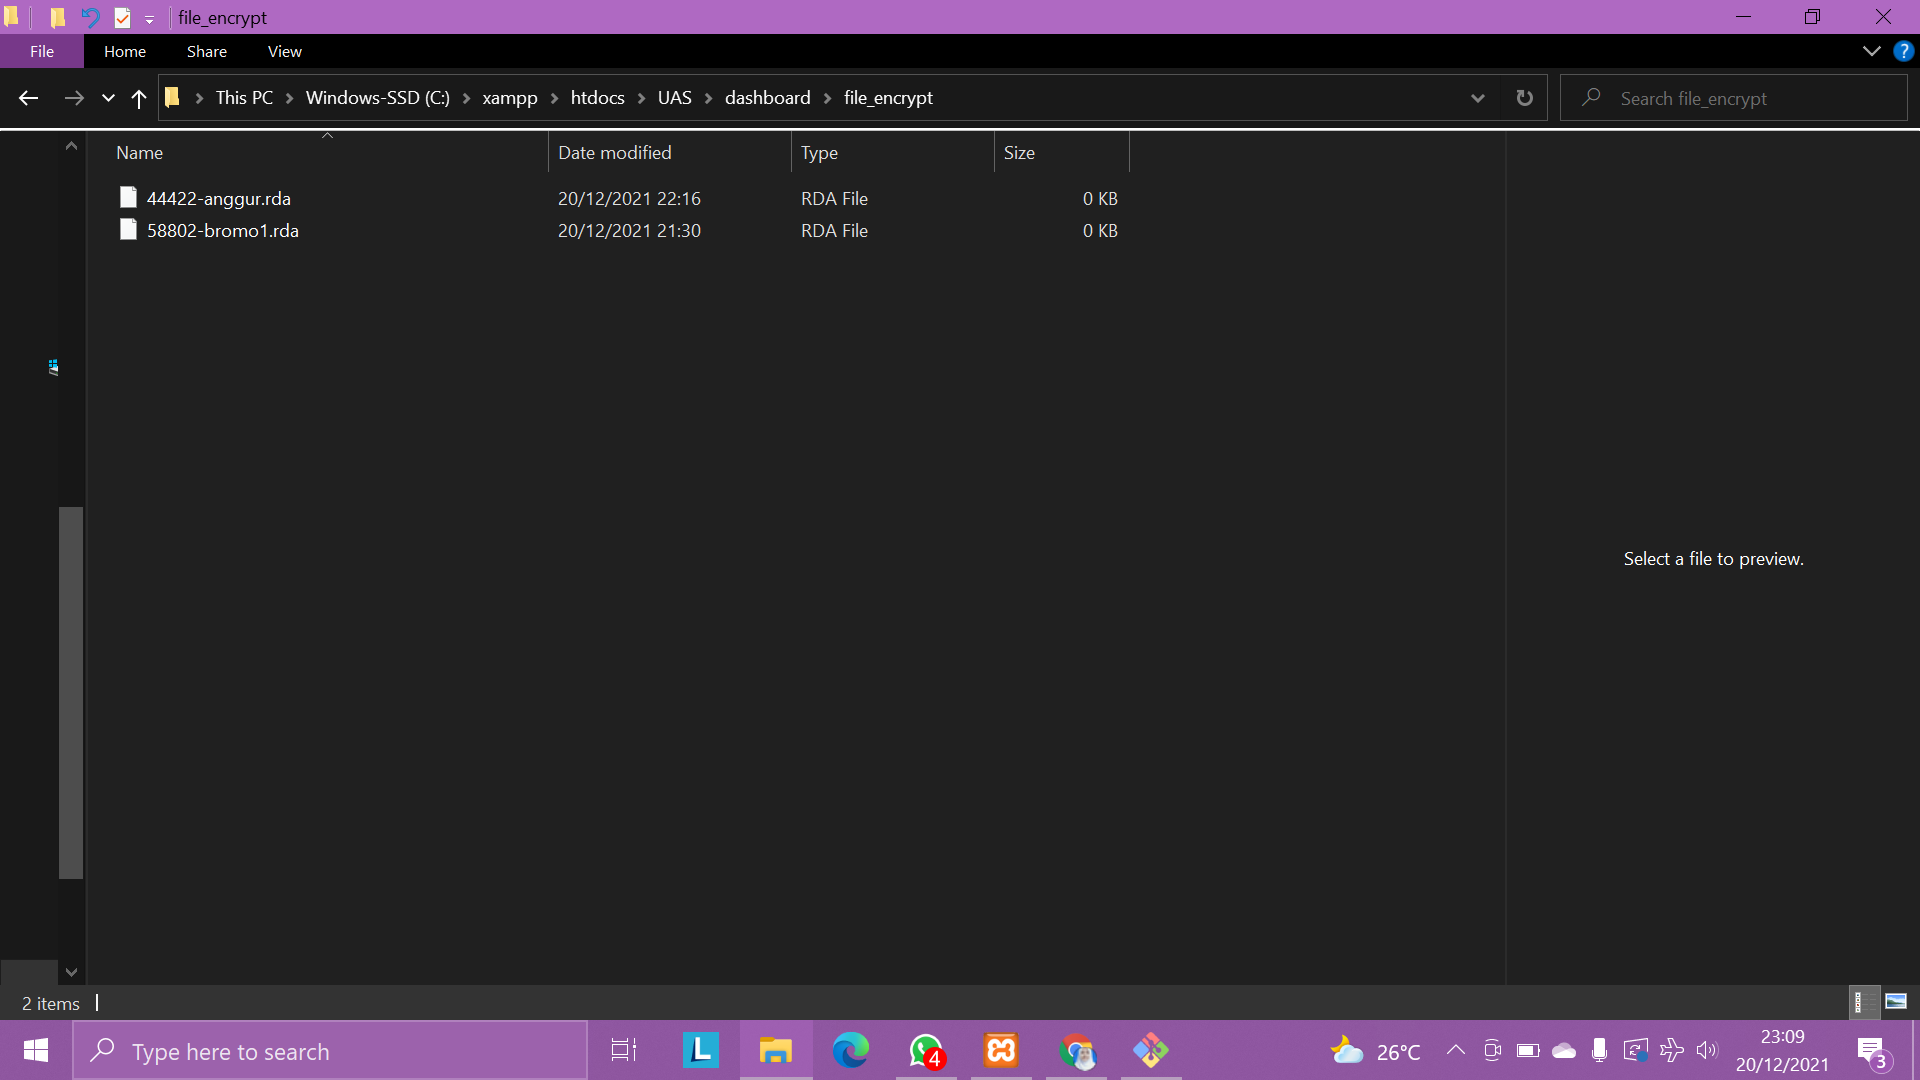 file_encrypt
File Home Share View
?
This PC Windows-SSD (C:) xampp htdocs UAS dashboard file_encrypt
Search file_encrypt
Name Date modified Type Size
44422-anggur.rda 20/12/2021 22:16 RDA File 0 KB
58802-bromo1.rda 20/12/2021 21:30 RDA File 0 KB
Select a file to preview.
2 items
Type here to search
L
4
26°C
23:09
20/12/2021
3